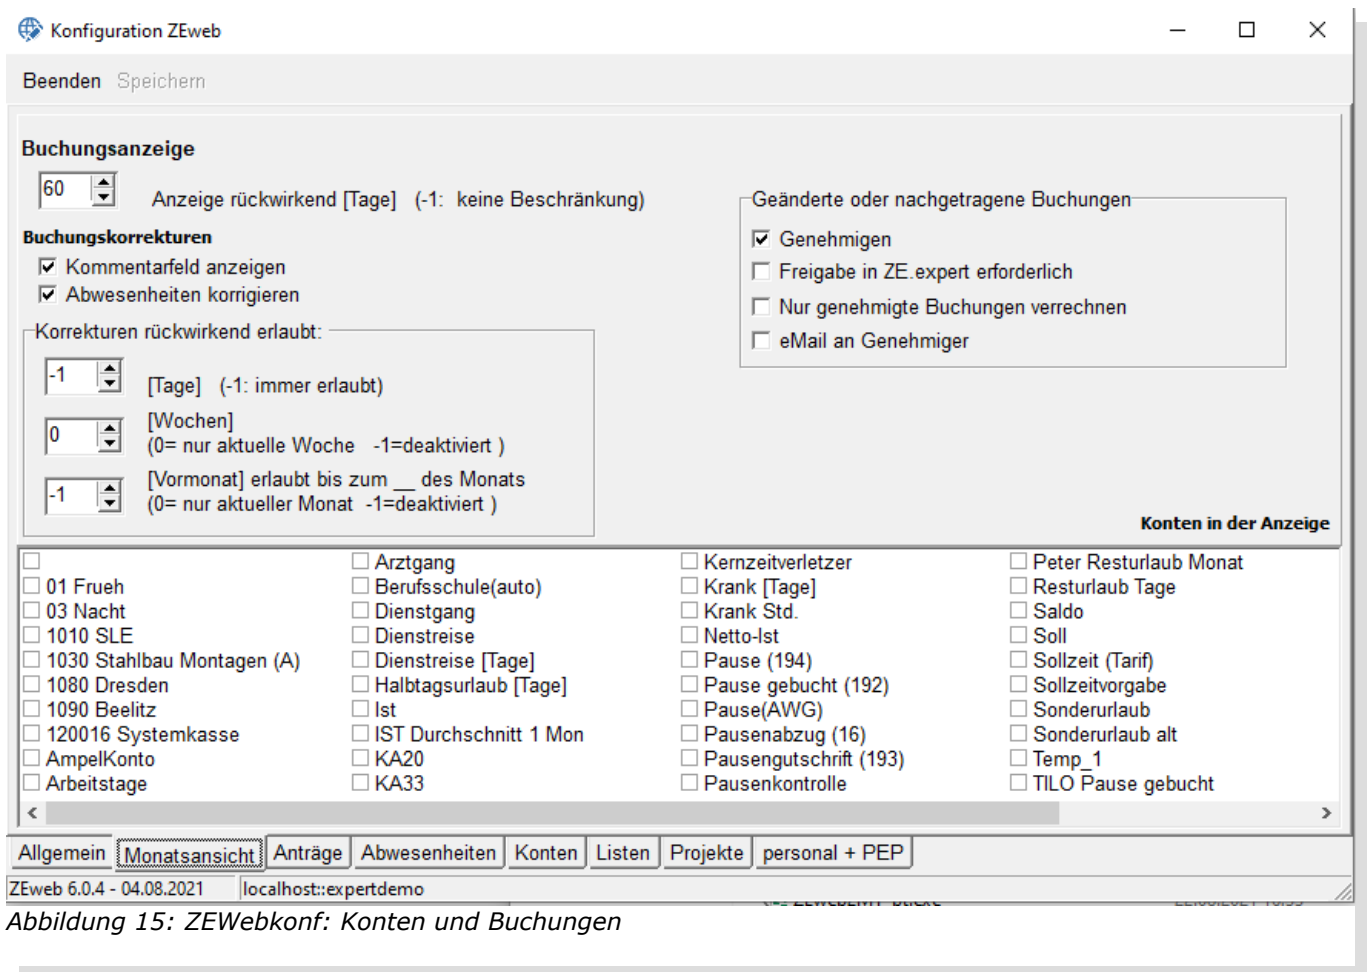 Konfiguration ZEweb
Beenden Speichern
Buchungsanzeige
60 Anzeige rückwirkend [Tage] (-1: keine Beschränkung)
Buchungskorrekturen
Kommentarfeld anzeigen
Abwesenheiten korrigieren
Korrekturen rückwirkend erlaubt:
-1 [Tage] (-1: immer erlaubt)
0 [Wochen]
(0= nur aktuelle Woche -1=deaktiviert )
-1 [Vormonat] erlaubt bis zum __ des Monats
(0= nur aktueller Monat -1=deaktiviert )
Geänderte oder nachgetragene Buchungen
Genehmigen
Freigabe in ZE.expert erforderlich
Nur genehmigte Buchungen verrechnen
eMail an Genehmiger
Konten in der Anzeige
01 Frueh
03 Nacht
1010 SLE
1030 Stahlbau Montagen (A)
1080 Dresden
1090 Beelitz
120016 Systemkasse
AmpelKonto
Arbeitstage
Arztgang
Berufsschule(auto)
Dienstgang
Dienstreise
Dienstreise [Tage]
Halbtagsurlaub [Tage]
Ist
IST Durchschnitt 1 Mon
KA20
KA33
Kernzeitverletzer
Krank [Tage]
Krank Std.
Netto-Ist
Pause (194)
Pause gebucht (192)
Pause(AWG)
Pausenabzug (16)
Pausengutschrift (193)
Pausenkontrolle
Peter Resturlaub Monat
Resturlaub Tage
Saldo
Soll
Sollzeit (Tarif)
Sollzeitvorgabe
Sonderurlaub
Sonderurlaub alt
Temp_1
TILO Pause gebucht
Allgemein Monatsansicht Anträge Abwesenheiten Konten Listen Projekte personal + PEP
ZEweb 6.0.4 - 04.08.2021 localhost::expertdemo
Abbildung 15: ZEWebkonf: Konten und Buchungen